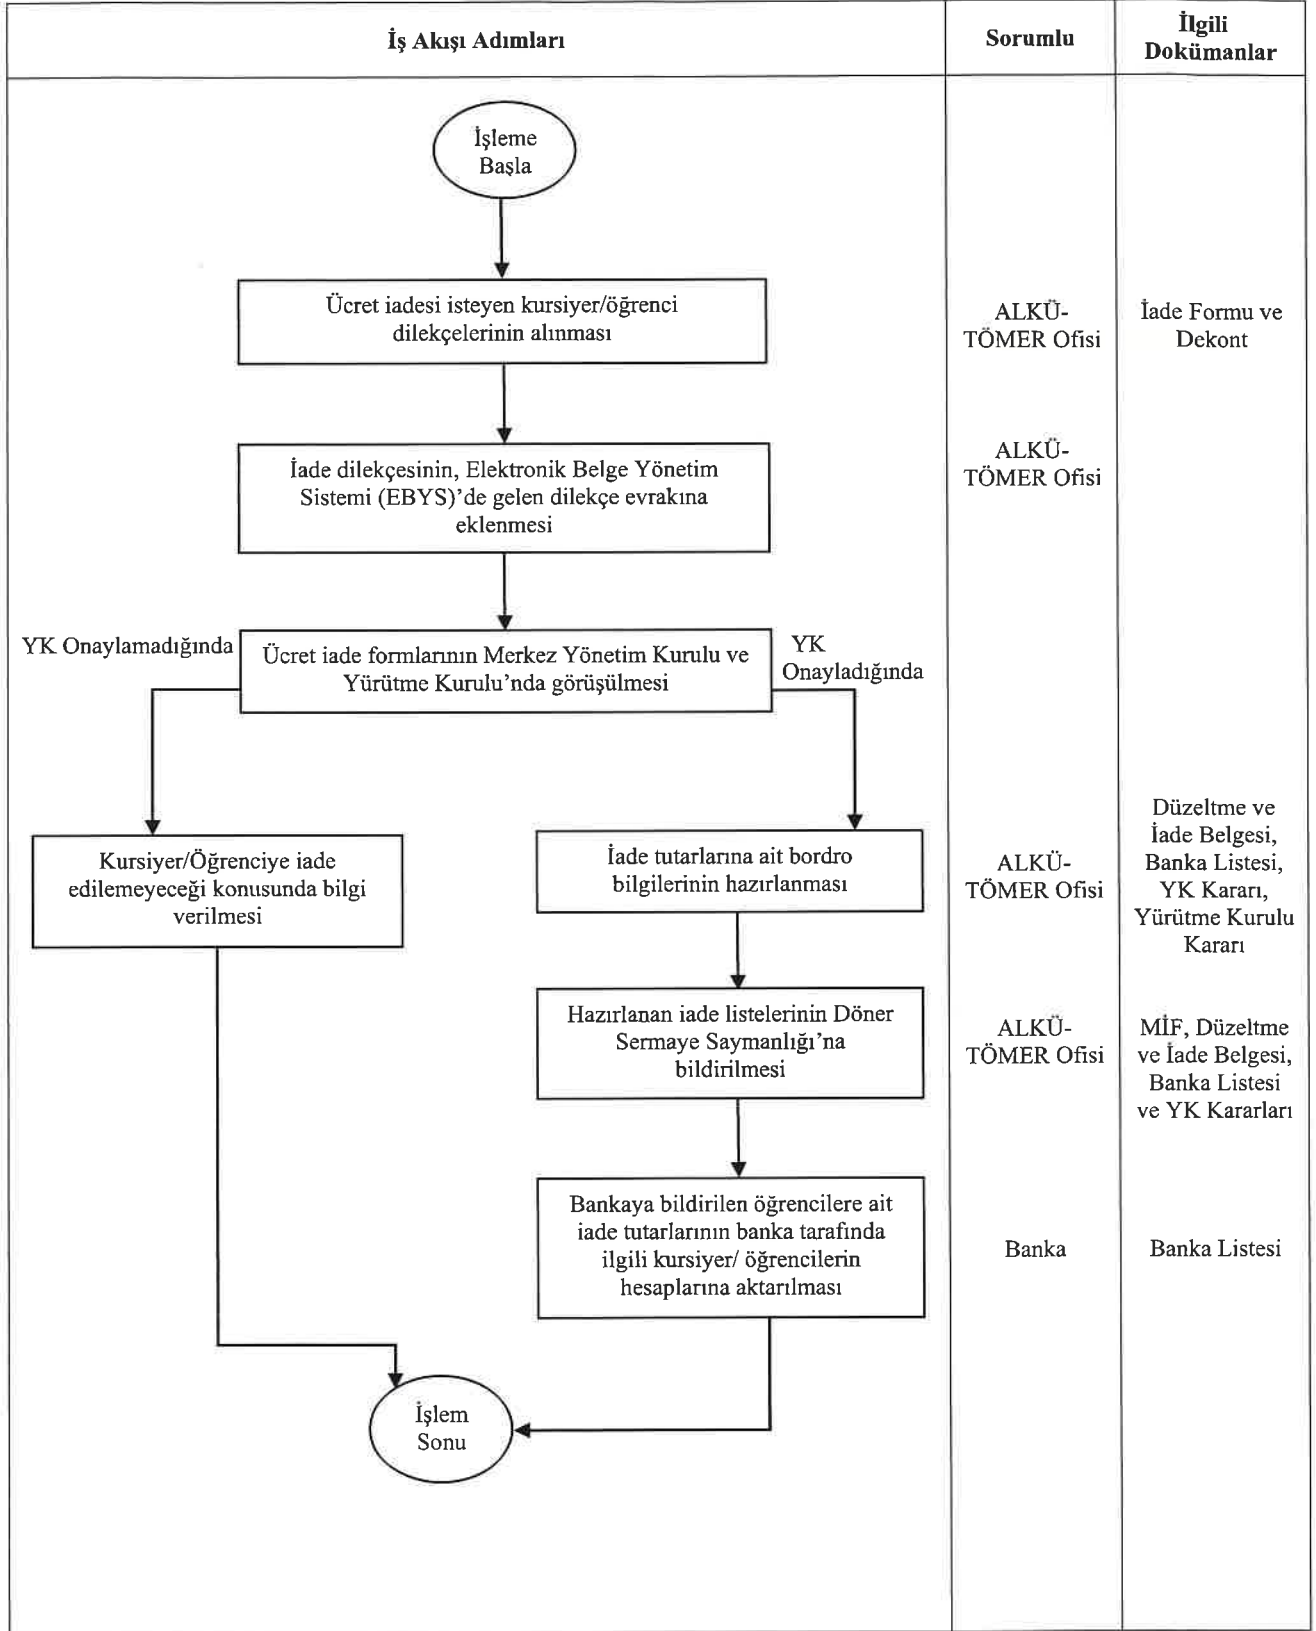 İş Akışı Adımları
Sorumlu
İlgili
Dokümanlar
İşleme
Başla
Ücret iadesi isteyen kursiyer/öğrenci
dilekçelerinin alınması
ALKÜ-
TÖMER Ofisi
İade Formu ve
Dekont
İade dilekçesinin, Elektronik Belge Yönetim
Sistemi (EBYS)’de gelen dilekçe evrakına
eklenmesi
ALKÜ-
TÖMER Ofisi
YK Onaylamadığında
Ücret iade formlarının Merkez Yönetim Kurulu ve
Yürütme Kurulu’nda görüşülmesi
YK
Onayladığında
Kursiyer/Öğrenciye iade
edilemeyeceği konusunda bilgi
verilmesi
İade tutarlarına ait bordro
bilgilerinin hazırlanması
ALKÜ-
TÖMER Ofisi
Düzeltme ve
İade Belgesi,
Banka Listesi,
YK Kararı,
Yürütme Kurulu
Kararı
Hazırlanan iade listelerinin Döner
Sermaye Saymanlığı’na
bildirilmesi
ALKÜ-
TÖMER Ofisi
MİF, Düzeltme
ve İade Belgesi,
Banka Listesi
ve YK Kararları
Bankaya bildirilen öğrencilere ait
iade tutarlarının banka tarafında
ilgili kursiyer/ öğrencilerin
hesaplarına aktarılması
Banka
Banka Listesi
İşlem
Sonu